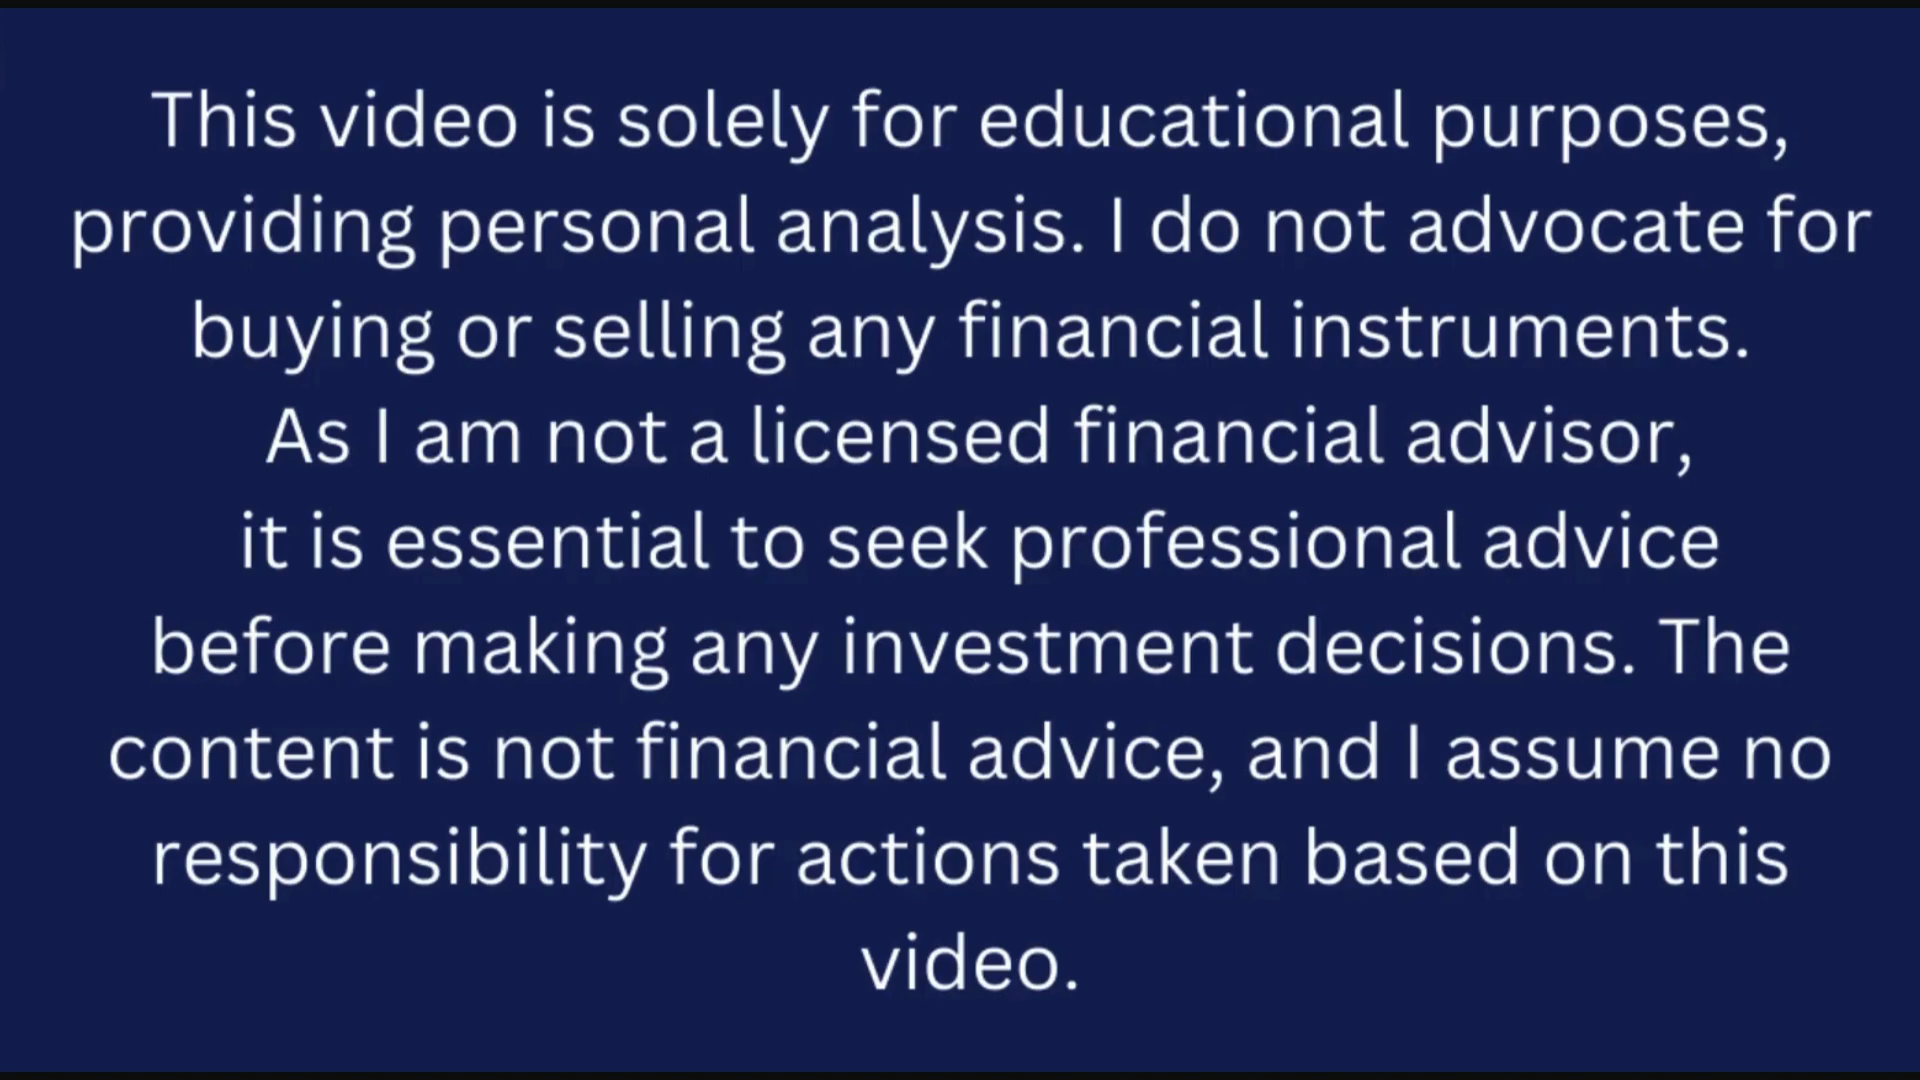 This video is solely for educational purposes,
providing personal analysis. I do not advocate for
buying or selling any financial instruments.
As I am not a licensed financial advisor,
it is essential to seek professional advice
before making any investment decisions. The
content is not financial advice, and I assume no
responsibility for actions taken based on this
video.